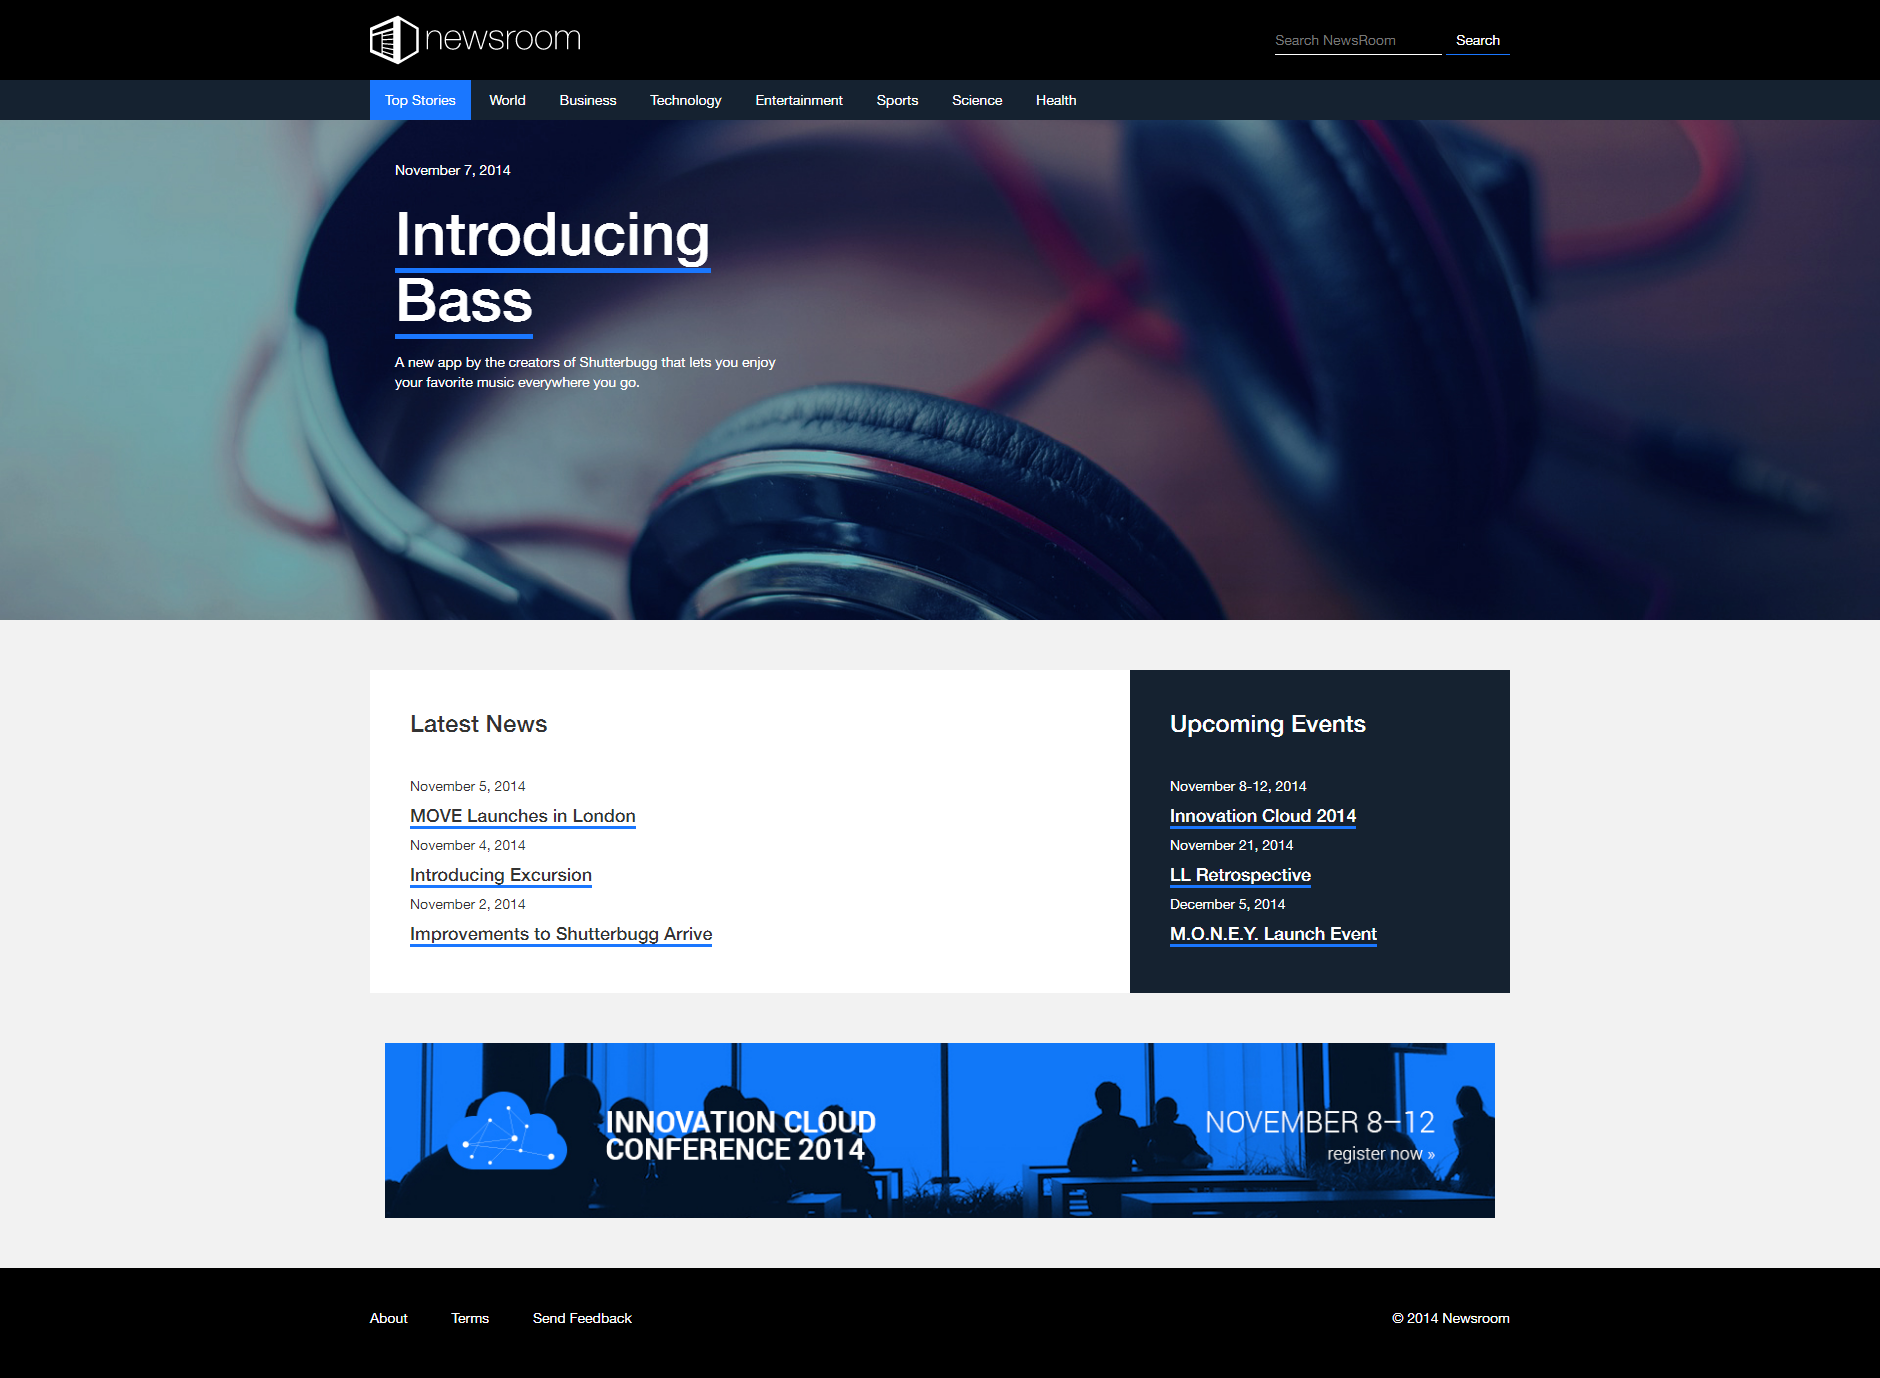 newsroom
Search NewsRoom
Search
Top Stories
World
Business
Technology
Entertainment
Sports
Science
Health
November 7, 2014
Introducing
Bass
A new app by the creators of Shutterbugg that lets you enjoy
your favorite music everywhere you go.
Latest News
November 5, 2014
MOVE Launches in London
November 4, 2014
Introducing Excursion
November 2, 2014
Improvements to Shutterbugg Arrive
Upcoming Events
November 8-12, 2014
Innovation Cloud 2014
November 21, 2014
LL Retrospective
December 5, 2014
M.O.N.E.Y. Launch Event
INNOVATION CLOUD
CONFERENCE 2014
NOVEMBER 8–12
register now »
About
Terms
Send Feedback
© 2014 Newsroom